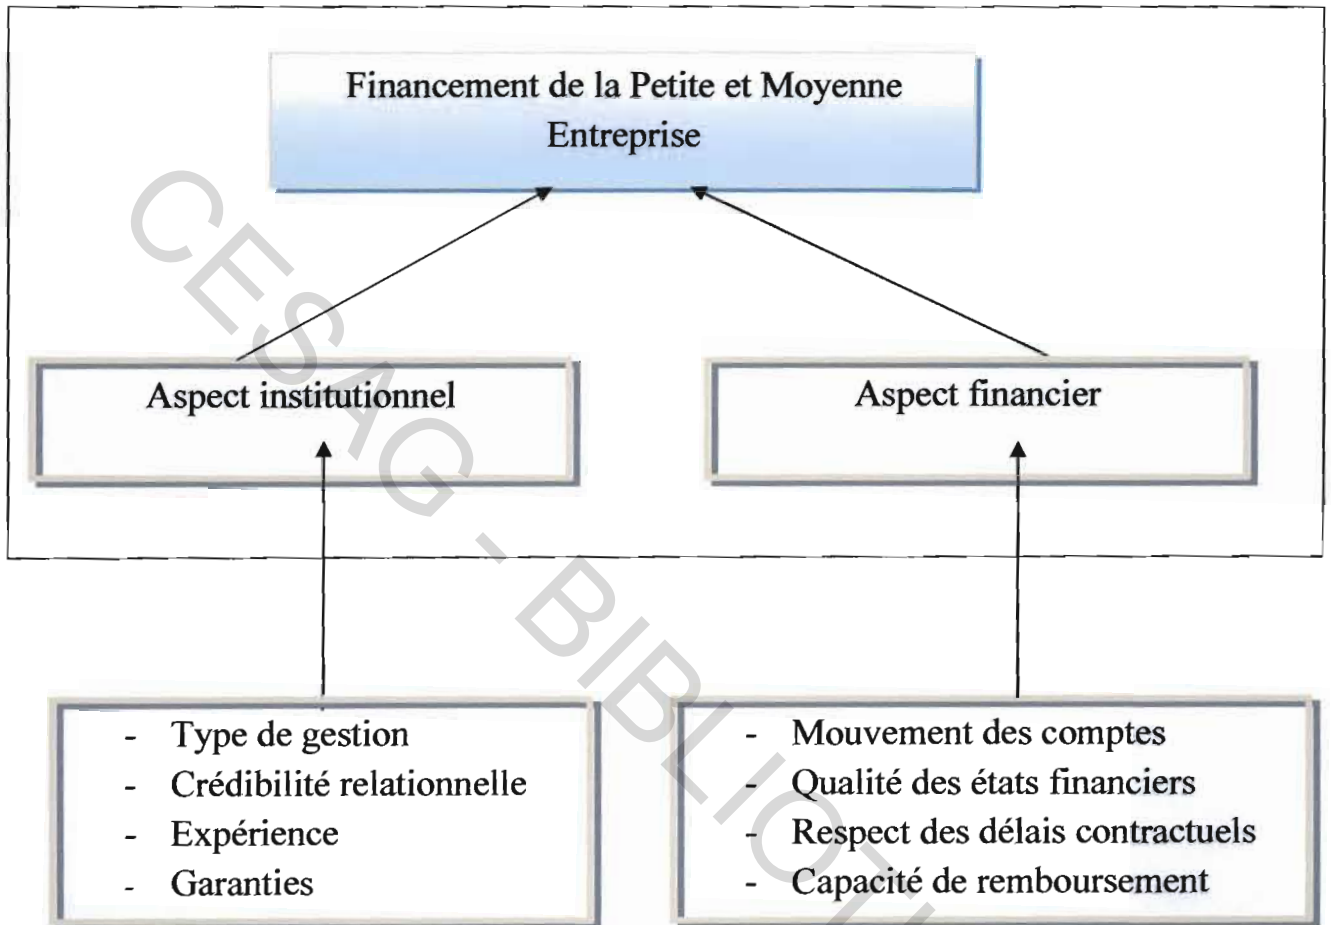 Financement de la Petite et Moyenne
Entreprise
Aspect institutionnel
Aspect financier
- Type de gestion
- Crédibilité relationnelle
- Expérience
- Garanties
- Mouvement des comptes
- Qualité des états financiers
- Respect des délais contractuels
- Capacité de remboursement
CESAG - BIBLIOT